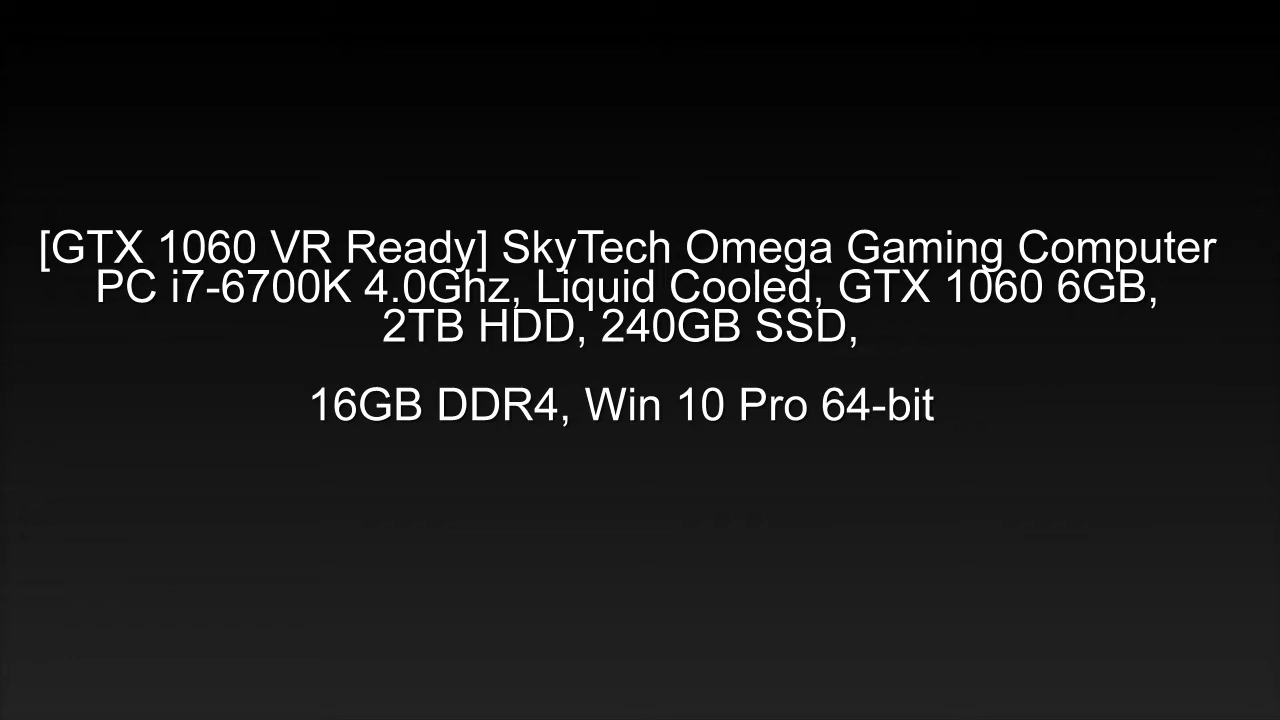 [GTX 1060 VR Ready] SkyTech Omega Gaming Computer
PC i7-6700K 4.0Ghz, Liquid Cooled, GTX 1060 6GB,
2TB HDD, 240GB SSD,
16GB DDR4, Win 10 Pro 64-bit